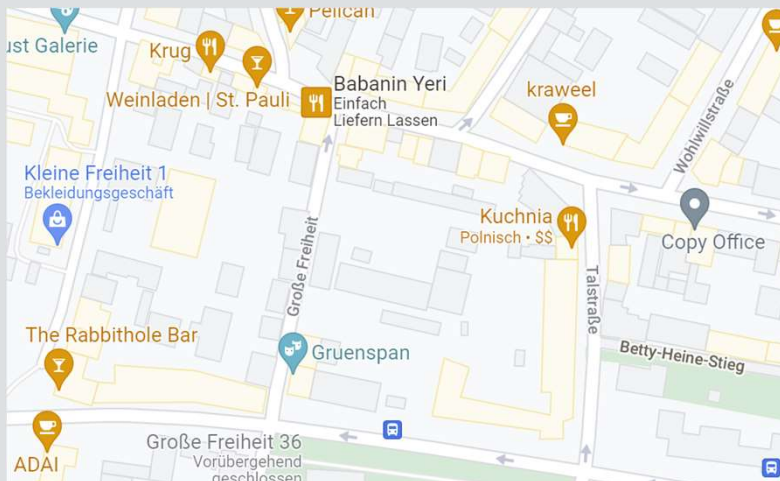 Pelican
ust Galerie
Krug
Weinladen | St. Pauli
Babanin Yeri
Einfach
Liefern Lassen
kraweel
Wohlwillstraße
Kleine Freiheit 1
Bekleidungsgeschäft
Kuchnia
Polnisch • $$
Copy Office
Große Freiheit
Talstraße
The Rabbithole Bar
Gruenspan
Betty-Heine-Stieg
ADAI
Große Freiheit 36
Vorübergehend
geschlossen